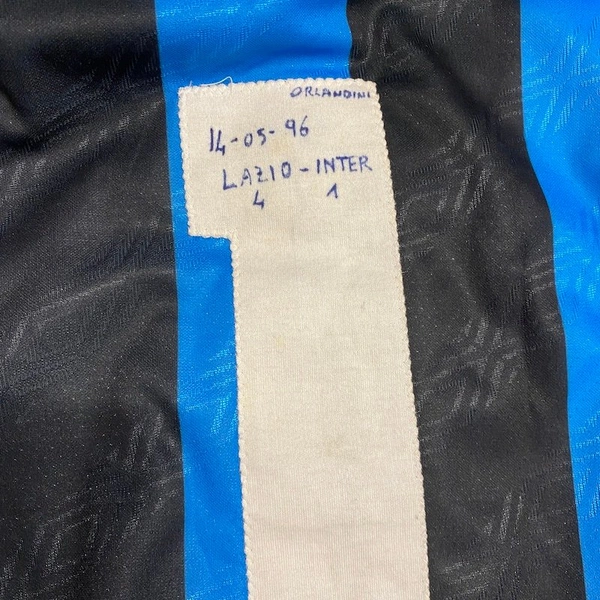 ORLANDINI
14-05-96
LAZIO-INTER
4 1